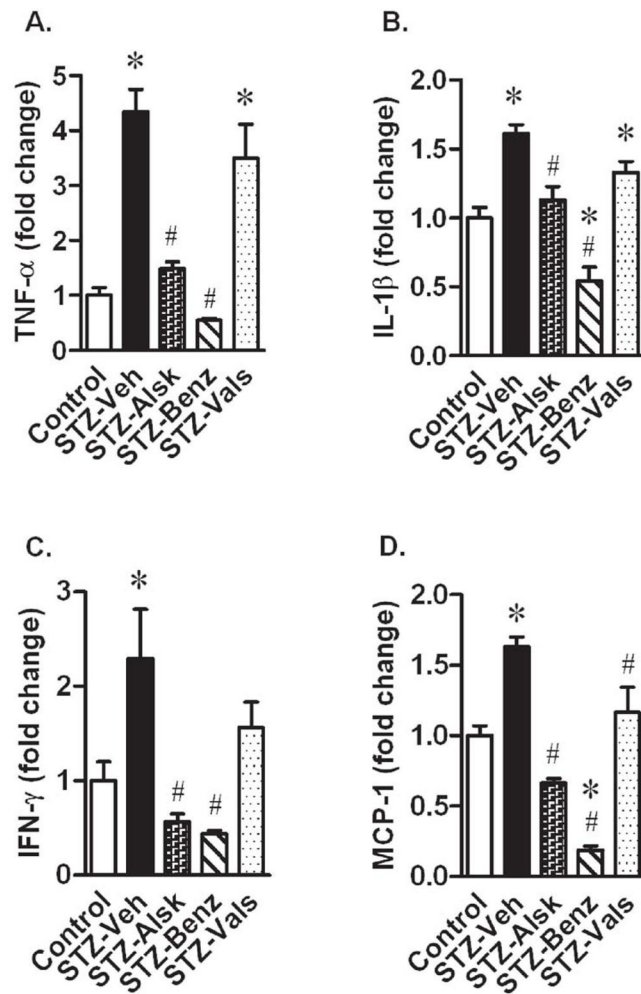 A.
TNF-α (fold change)
5
4
3
2
1
0
*
#
#
*
Control
STZ-Veh
STZ-Alsk
STZ-Benz
STZ-Vals
B.
IL-1β (fold change)
2.0
1.5
1.0
0.5
0.0
*
#
*
#
*
Control
STZ-Veh
STZ-Alsk
STZ-Benz
STZ-Vals
C.
IFN-γ (fold change)
3
2
1
0
*
#
#
Control
STZ-Veh
STZ-Alsk
STZ-Benz
STZ-Vals
D.
MCP-1 (fold change)
2.0
1.5
1.0
0.5
0.0
*
#
*
#
#
Control
STZ-Veh
STZ-Alsk
STZ-Benz
STZ-Vals